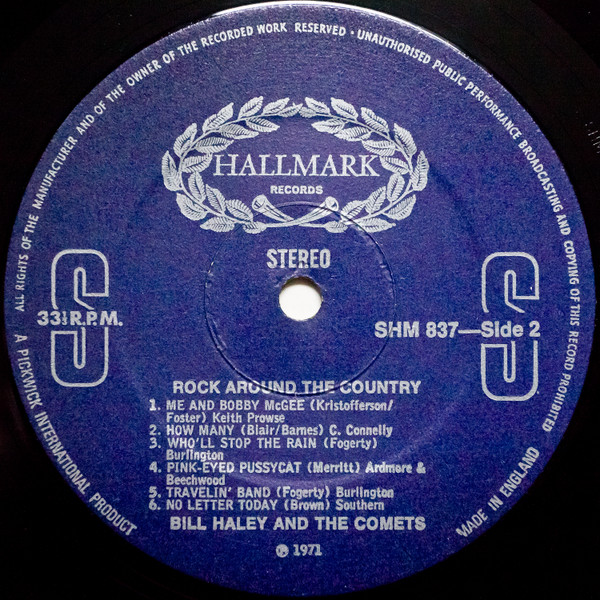 ALL RIGHTS OF THE MANUFACTURER AND OF THE OWNER OF THE RECORDED WORK RESERVED · UNAUTHORISED PUBLIC PERFORMANCE BROADCASTING AND COPYING OF THIS RECORD PROHIBITED
HALLMARK
RECORDS
STEREO
33⅓R.P.M.
SHM 837—Side 2
ROCK AROUND THE COUNTRY
1. ME AND BOBBY McGEE (Kristofferson/
Foster) Keith Prowse
2. HOW MANY (Blair/Barnes) C. Connelly
3. WHO'LL STOP THE RAIN (Fogerty)
Burlington
4. PINK-EYED PUSSYCAT (Merritt) Ardmore &
Beechwood
5. TRAVELIN' BAND (Fogerty) Burlington
6. NO LETTER TODAY (Brown) Southern
BILL HALEY AND THE COMETS
℗ 1971
A PICKWICK INTERNATIONAL PRODUCT
MADE IN ENGLAND